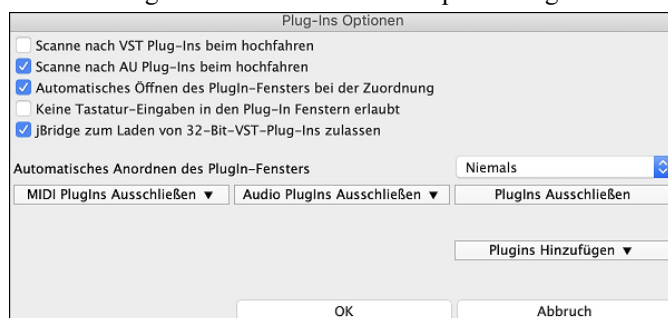 Plug-Ins Optionen
Scanne nach VST Plug-Ins beim hochfahren
Scanne nach AU Plug-Ins beim hochfahren
Automatisches Öffnen des PlugIn-Fensters bei der Zuordnung
Keine Tastatur-Eingaben in den Plug-In Fenstern erlaubt
jBridge zum Laden von 32-Bit-VST-Plug-Ins zulassen
Automatisches Anordnen des PlugIn-Fensters Niemals
MIDI PlugIns Ausschließen ▼ Audio PlugIns Ausschließen ▼ PlugIns Ausschließen
Plugins Hinzufügen ▼
OK Abbruch